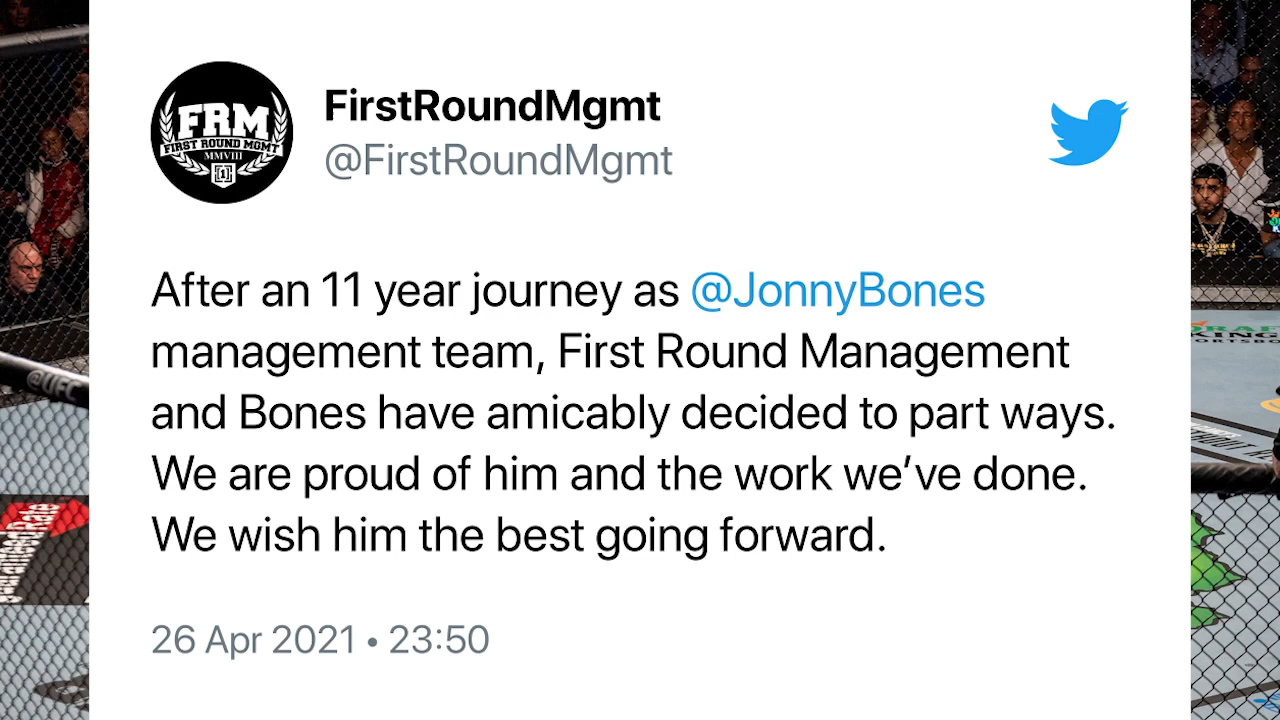 FRM
FIRST ROUND MGMT
MMVIII
FirstRoundMgmt
@FirstRoundMgmt
After an 11 year journey as @JonnyBones
management team, First Round Management
and Bones have amicably decided to part ways.
We are proud of him and the work we've done.
We wish him the best going forward.
26 Apr 2021 • 23:50
@UFC